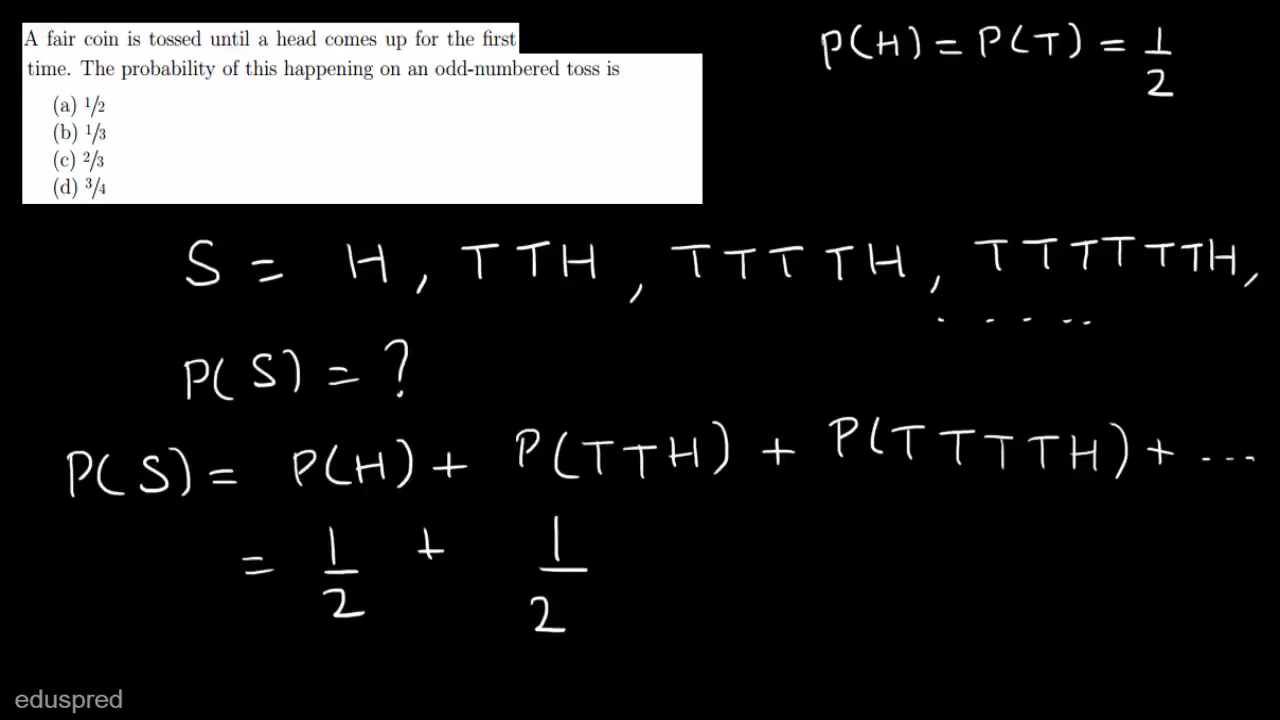 A fair coin is tossed until a head comes up for the first
time. The probability of this happening on an odd-numbered toss is
(a) 1/2
(b) 1/3
(c) 2/3
(d) 3/4
P(H) = P(T) = 1/2
S = H, TTH, TTTTH, TTTTTTH,
.....
P(S) = ?
P(S) = P(H) + P(TTH) + P(TTTTH) + ...
= 1/2 + 1/2
eduspred